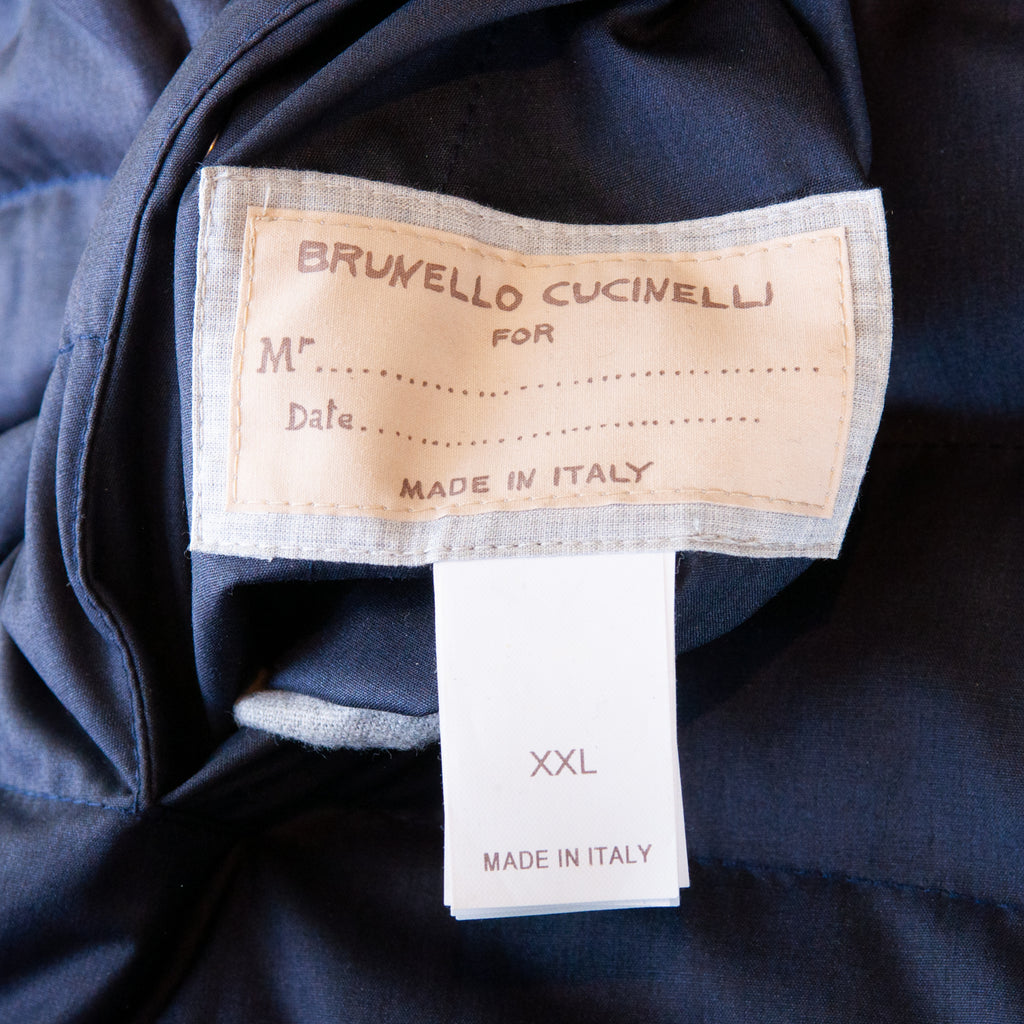 BRUNELLO CUCINELLI
FOR
Mr....................................................
Date........................................
MADE IN ITALY
XXL
MADE IN ITALY